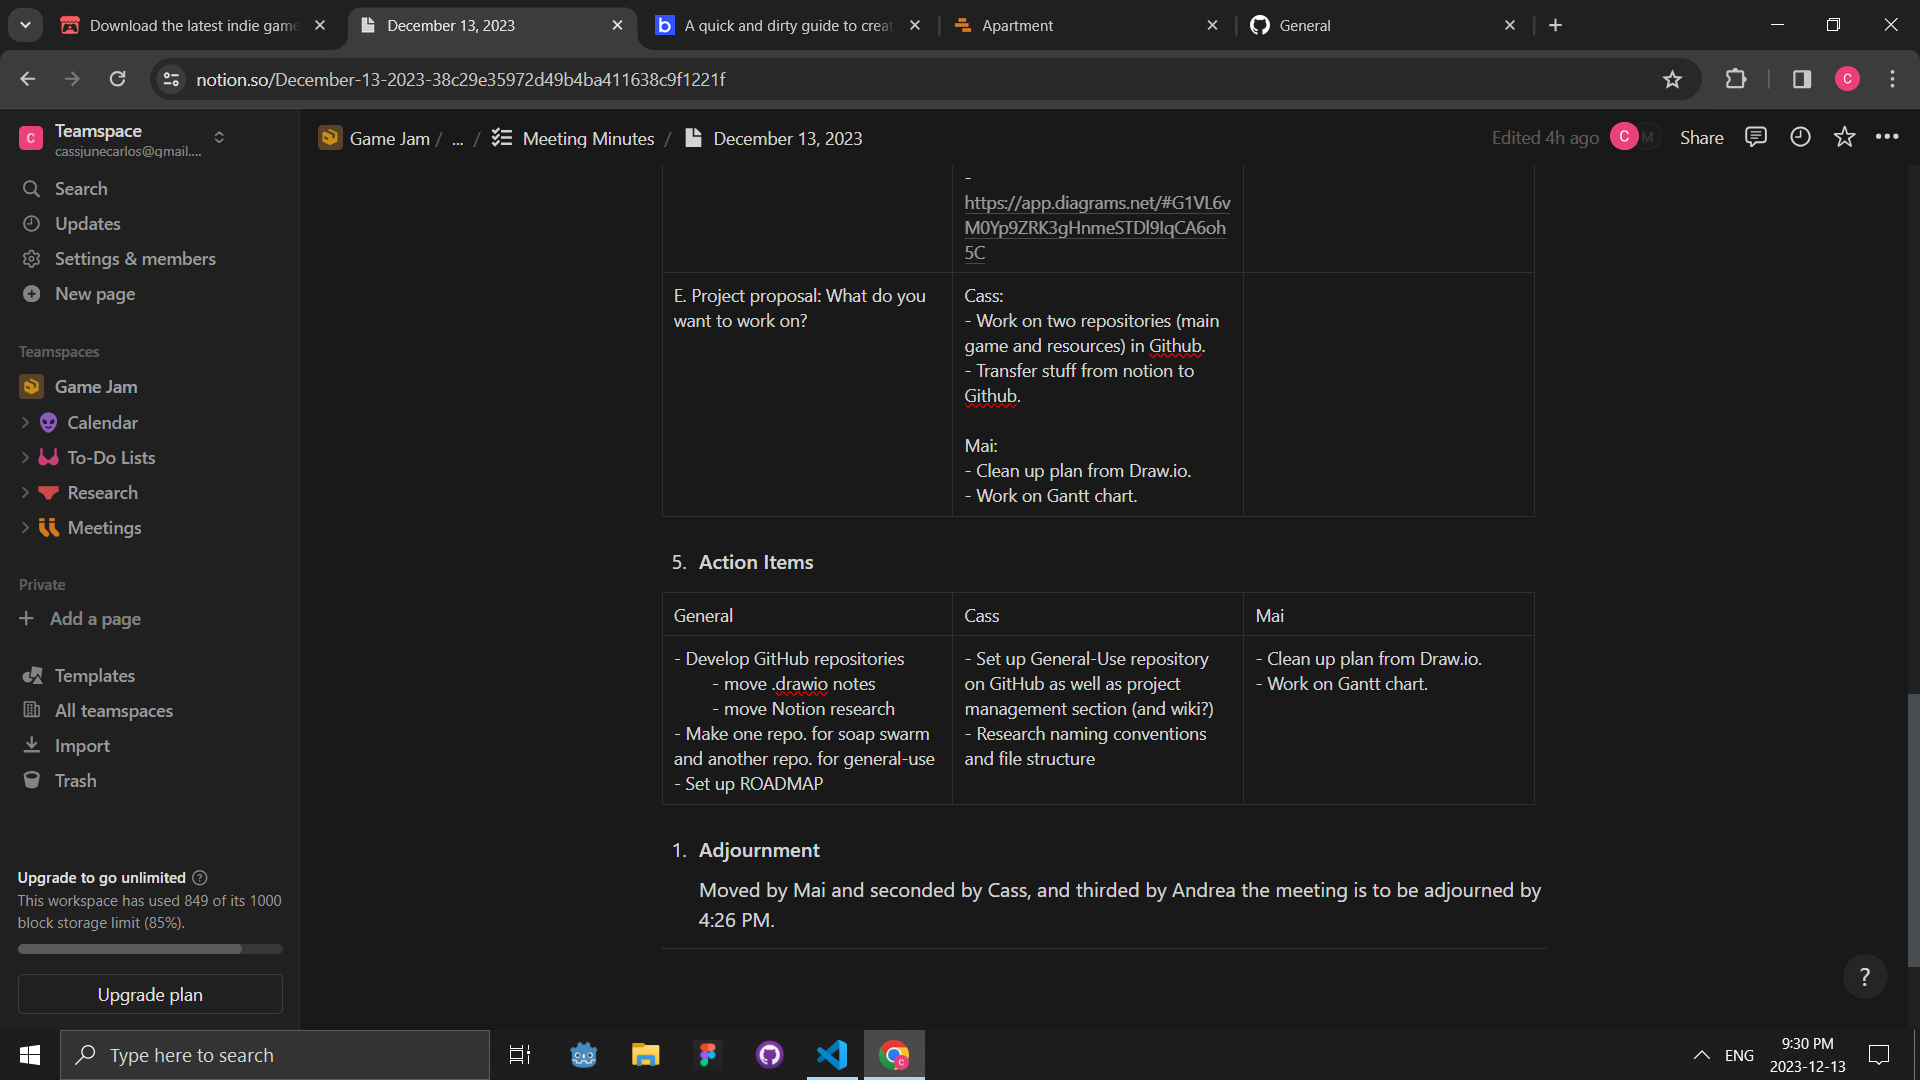 Download the latest indie game
December 13, 2023
A quick and dirty guide to creat
Apartment
General
notion.so/December-13-2023-38c29e35972d49b4ba411638c9f1221f
C
C
Teamspace
cassjunecarlos@gmail....
Game Jam / ... / Meeting Minutes / December 13, 2023
Edited 4h ago
C
M
Share
Search
Updates
Settings & members
New page
Teamspaces
Game Jam
Calendar
To-Do Lists
Research
Meetings
Private
Add a page
Templates
All teamspaces
Import
Trash
Upgrade to go unlimited ?
This workspace has used 849 of its 1000
block storage limit (85%).
Upgrade plan
-
https://app.diagrams.net/#G1VL6v
M0Yp9ZRK3gHnmeSTDl9IqCA6oh
5C
E. Project proposal: What do you
want to work on?
Cass:
- Work on two repositories (main
game and resources) in Github.
- Transfer stuff from notion to
Github.
Mai:
- Clean up plan from Draw.io.
- Work on Gantt chart.
5. Action Items
General
- Develop GitHub repositories
- move .drawio notes
- move Notion research
- Make one repo. for soap swarm
and another repo. for general-use
- Set up ROADMAP
Cass
- Set up General-Use repository
on GitHub as well as project
management section (and wiki?)
- Research naming conventions
and file structure
Mai
- Clean up plan from Draw.io.
- Work on Gantt chart.
1. Adjournment
Moved by Mai and seconded by Cass, and thirded by Andrea the meeting is to be adjourned by
4:26 PM.
?
Type here to search
ENG
9:30 PM
2023-12-13